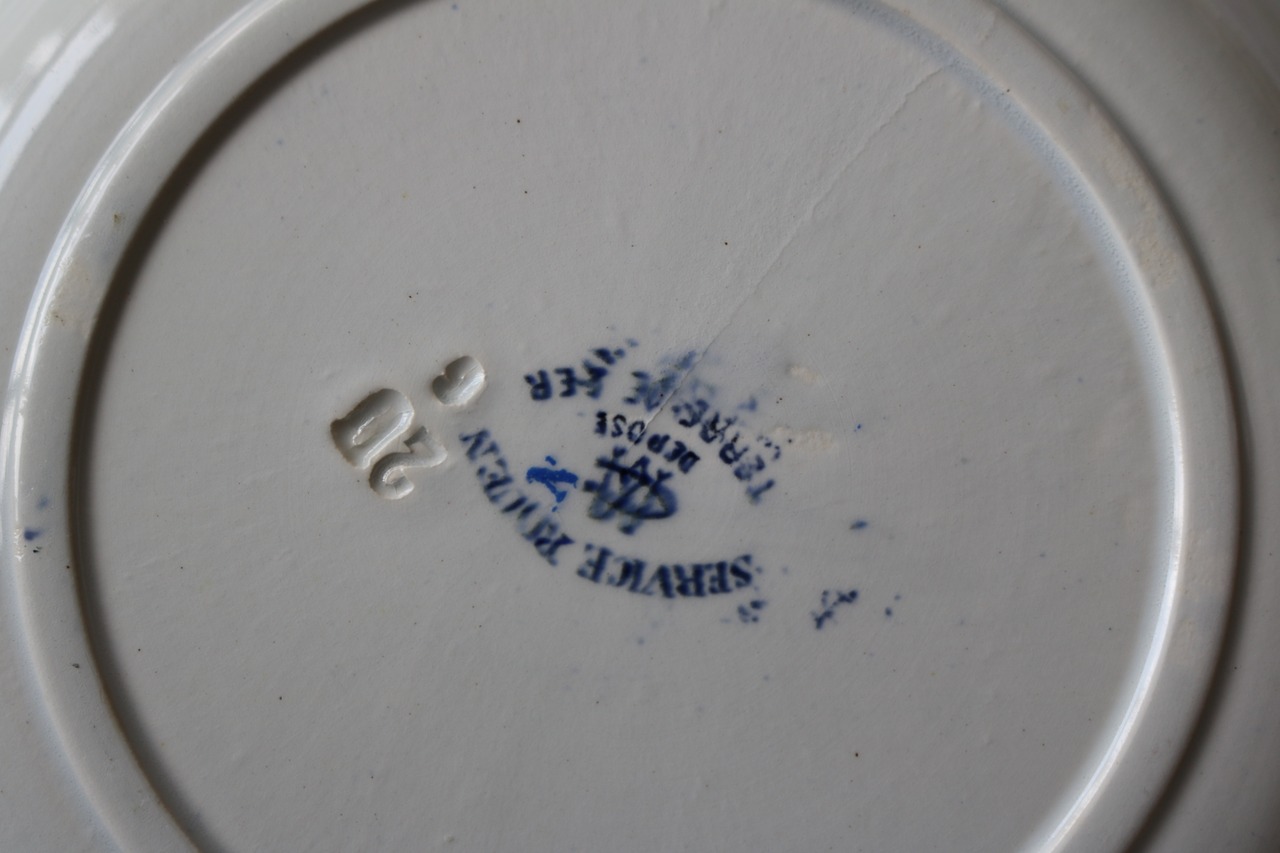 TERRE DE FER
DEPOSE
SERVICE ROUEN
20